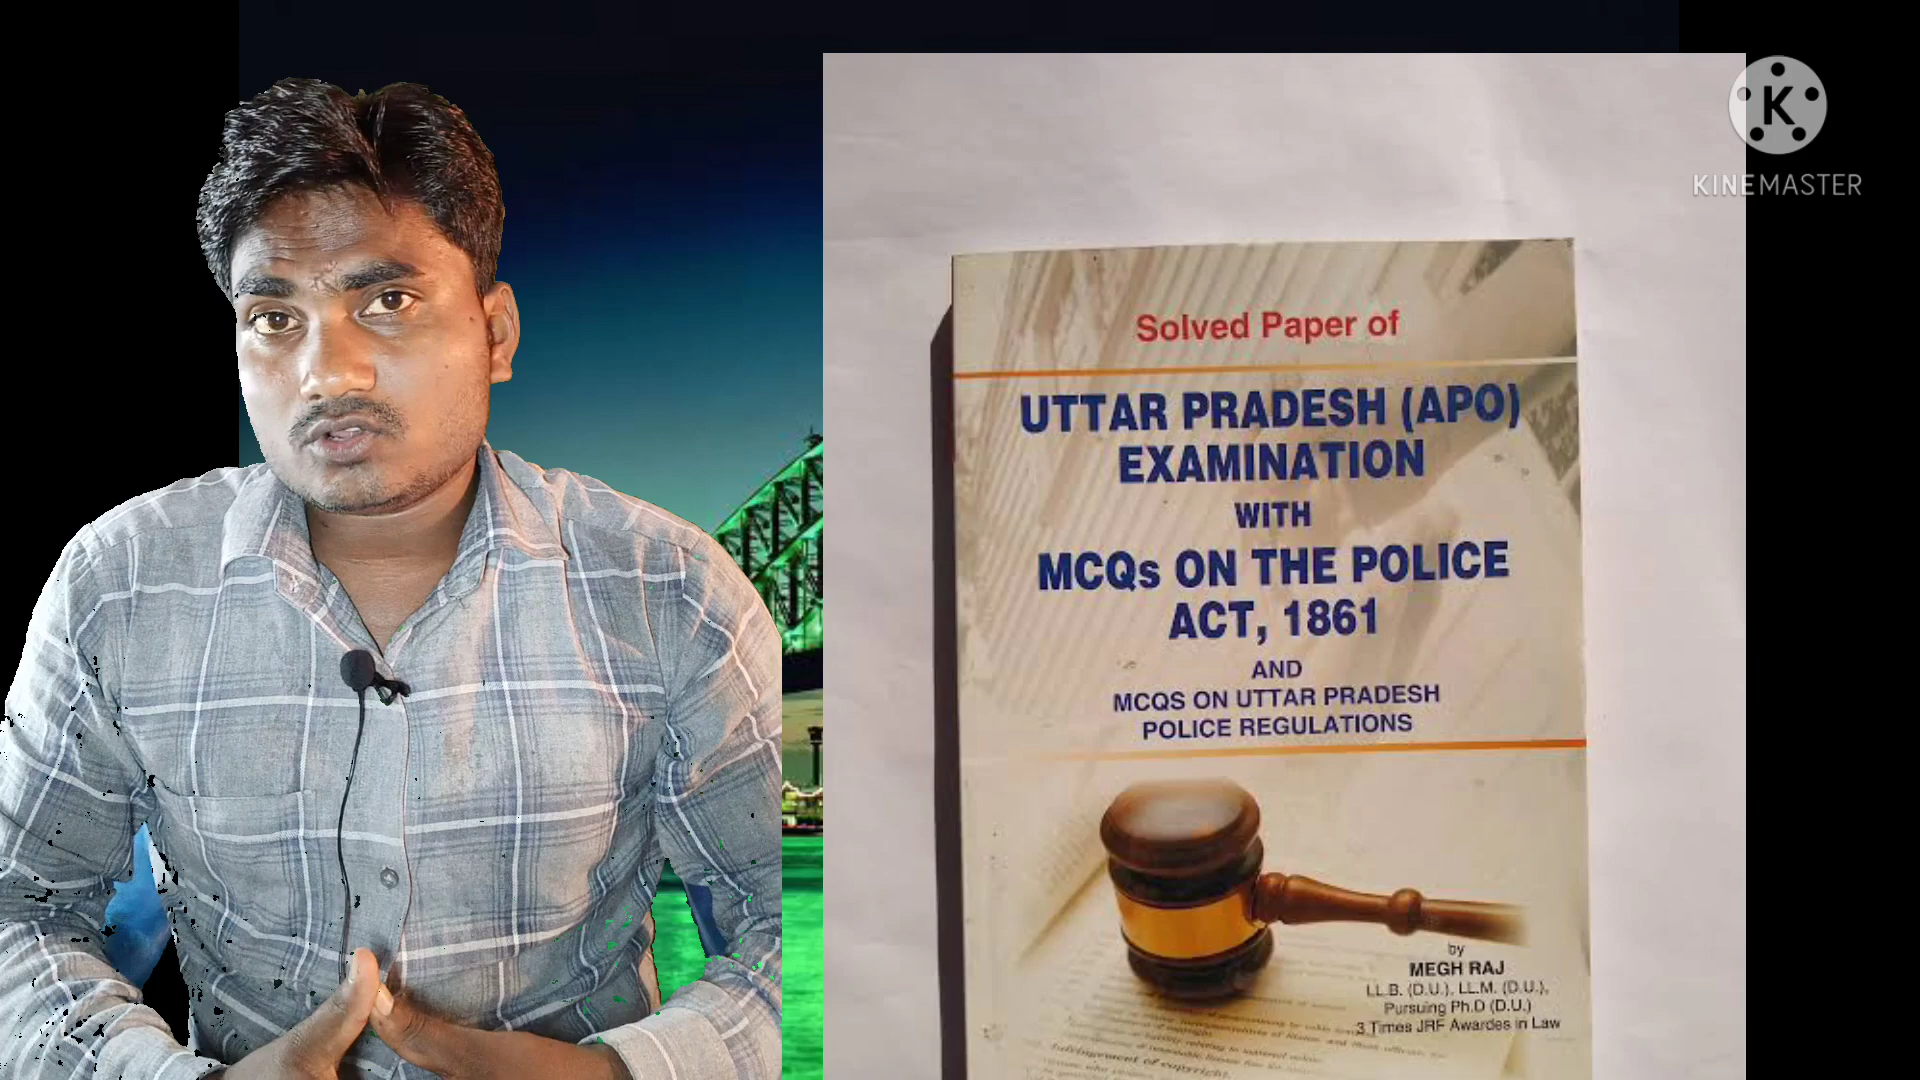 K
KINEMASTER
Solved Paper of
UTTAR PRADESH (APO)
EXAMINATION
WITH
MCQs ON THE POLICE
ACT, 1861
AND
MCQS ON UTTAR PRADESH
POLICE REGULATIONS
by
MEGH RAJ
LL.B. (D.U.), LL.M. (D.U.),
Pursuing Ph.D (D.U.)
3 Times JRF Awardes in Law